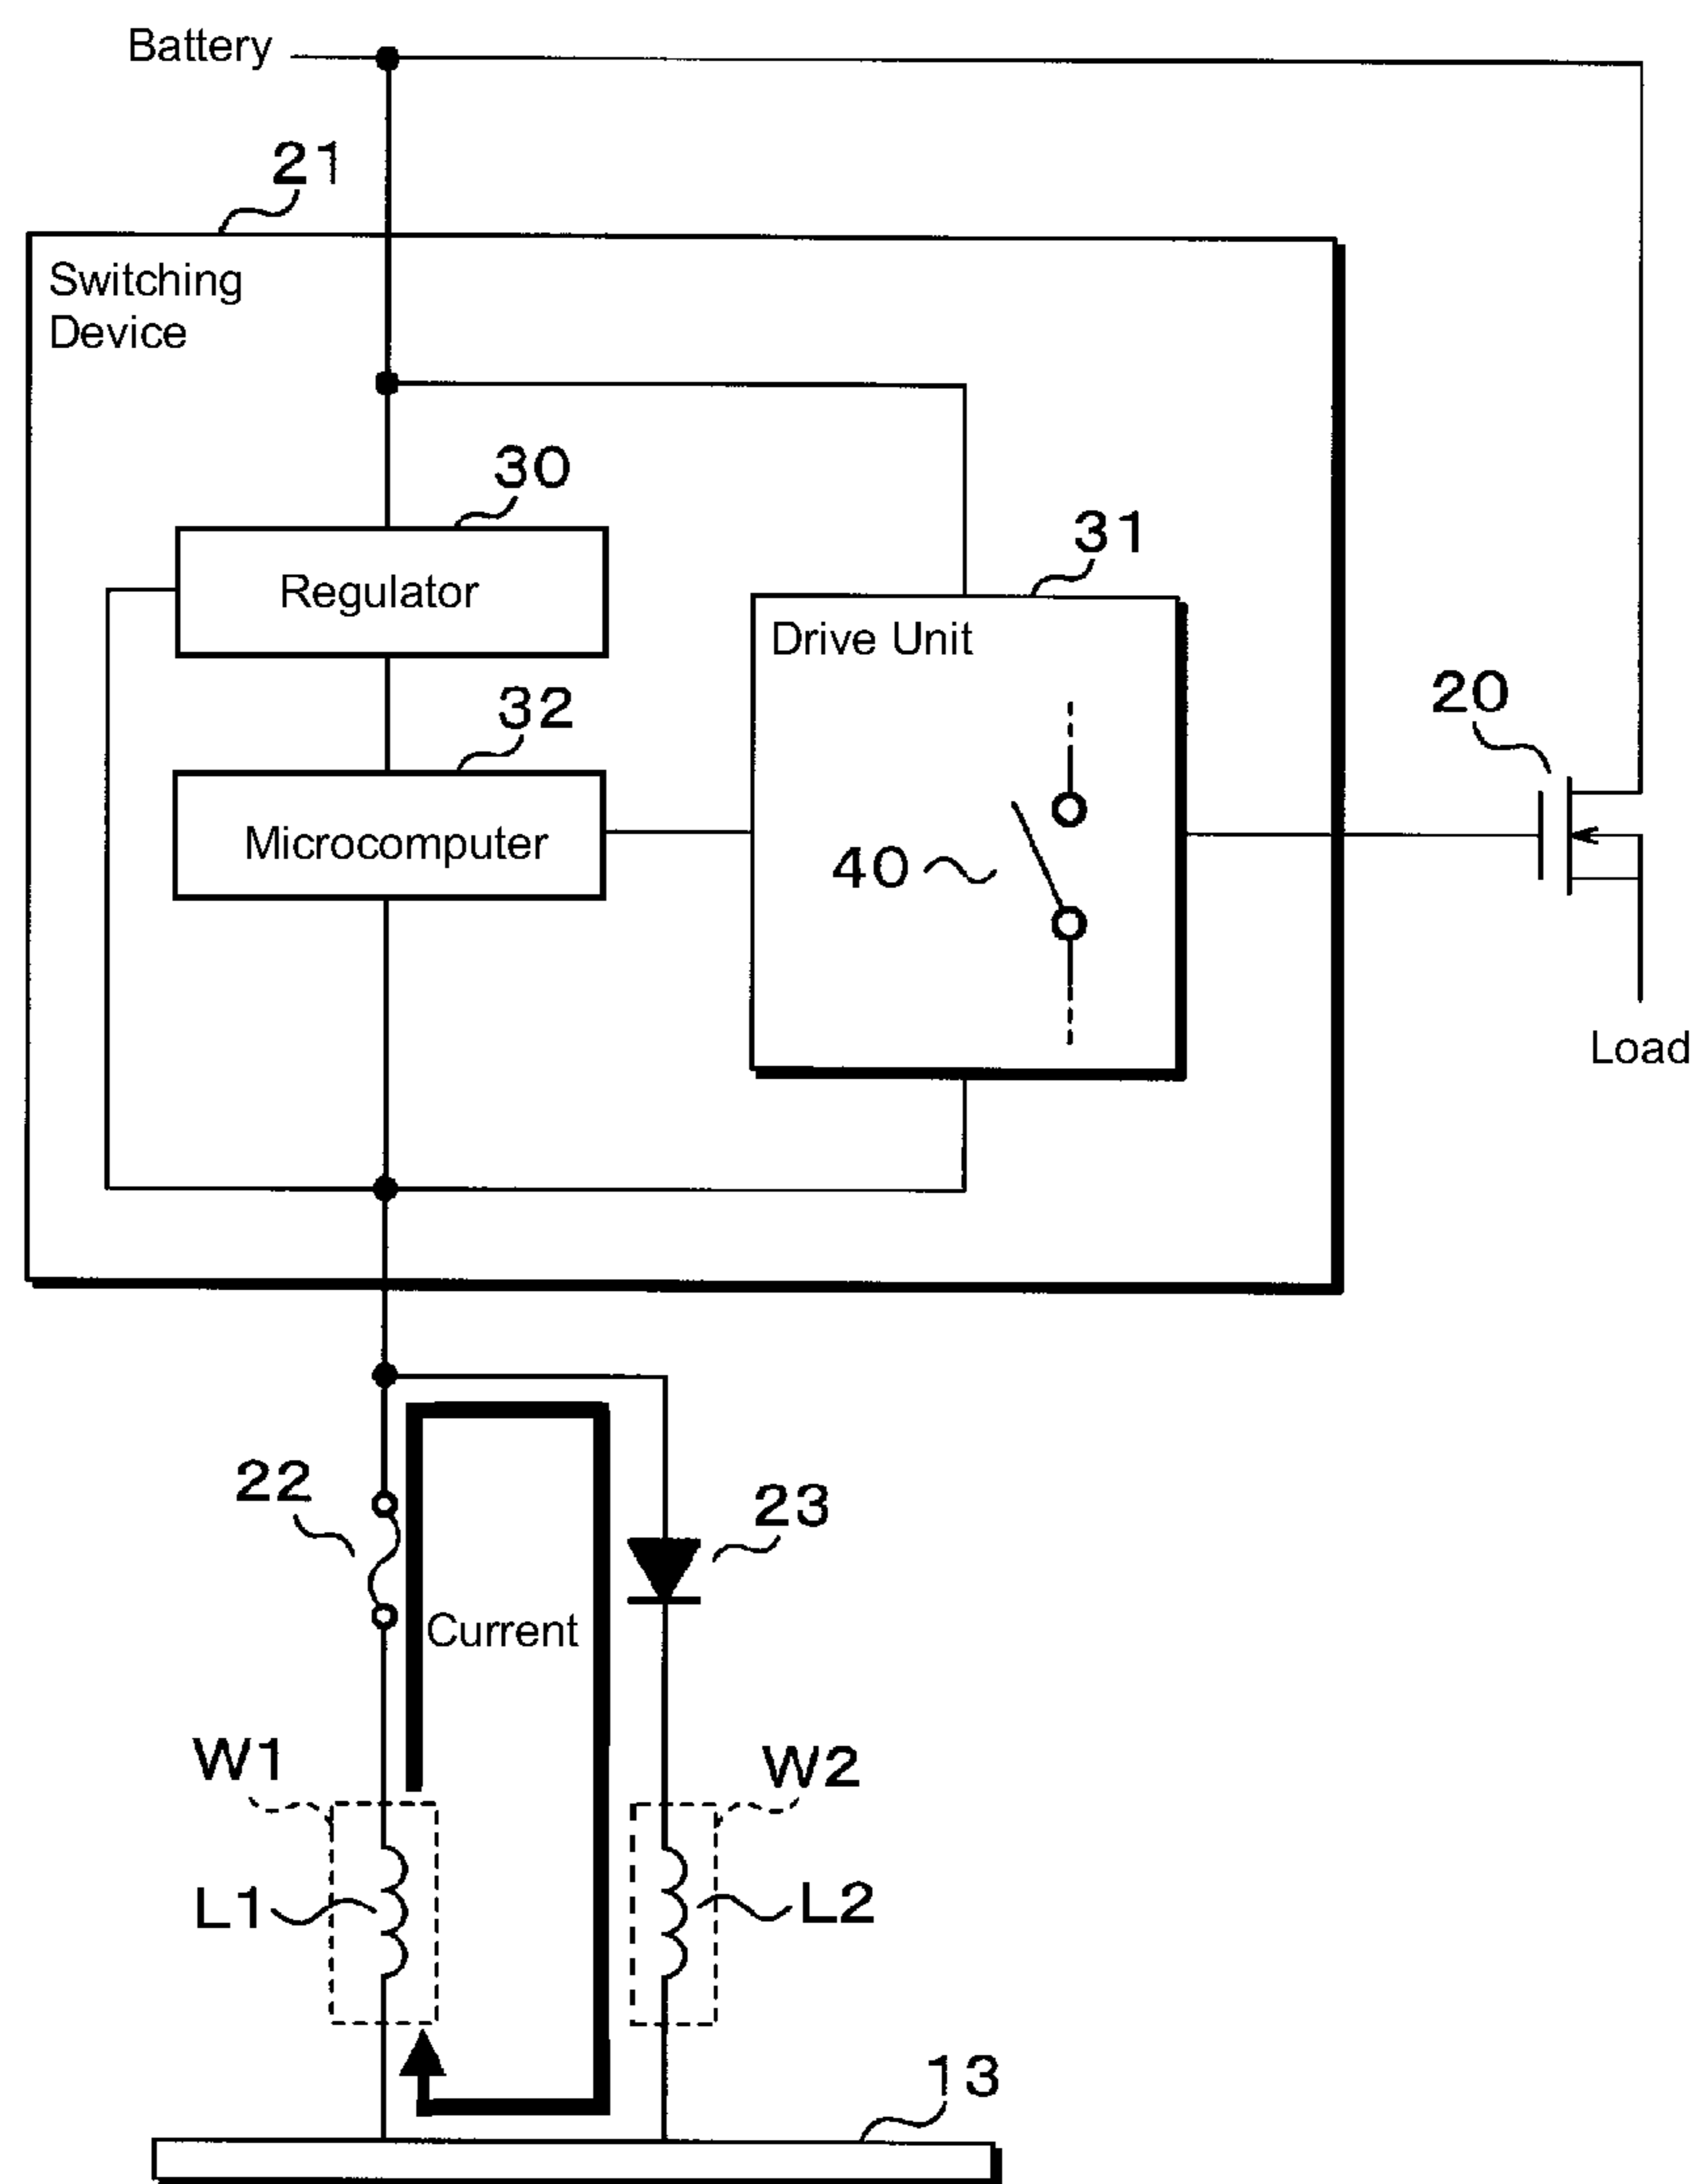 Battery
21
Switching
Device
30
Regulator
31
Drive Unit
32
Microcomputer
20
40
Load
22
23
Current
W1
W2
L1
L2
13